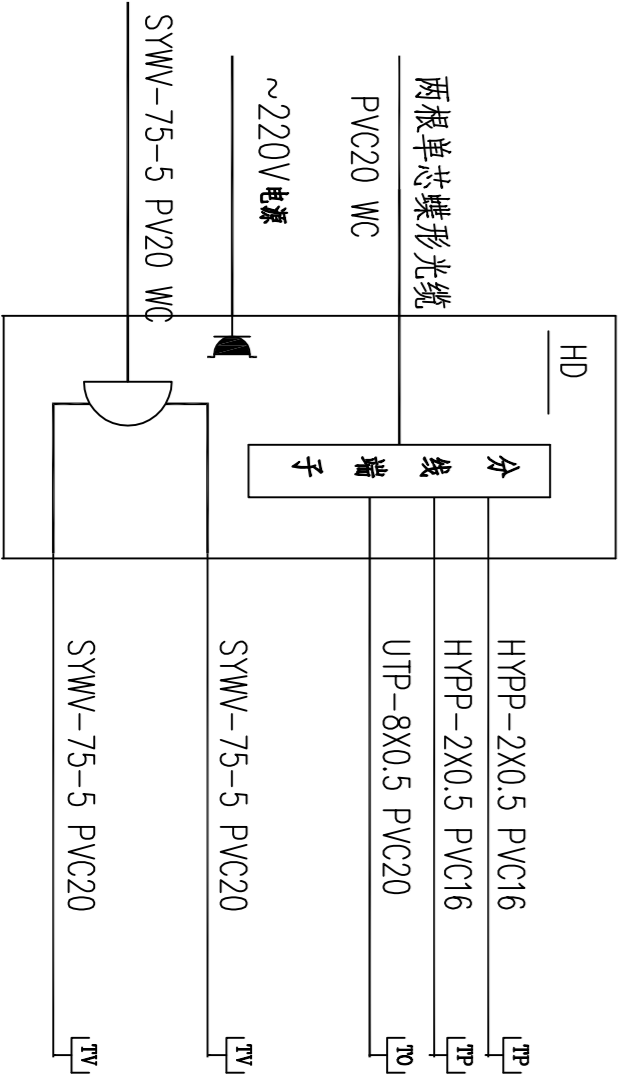 HD
两根单芯蝶形光缆
PVC20 WC
~220V电源
SYWV-75-5 PV20 WC
分线端子
HYPP-2X0.5 PVC16
HYPP-2X0.5 PVC16
UTP-8X0.5 PVC20
SYWV-75-5 PVC20
SYWV-75-5 PVC20
TP
TP
TO
TV
TV